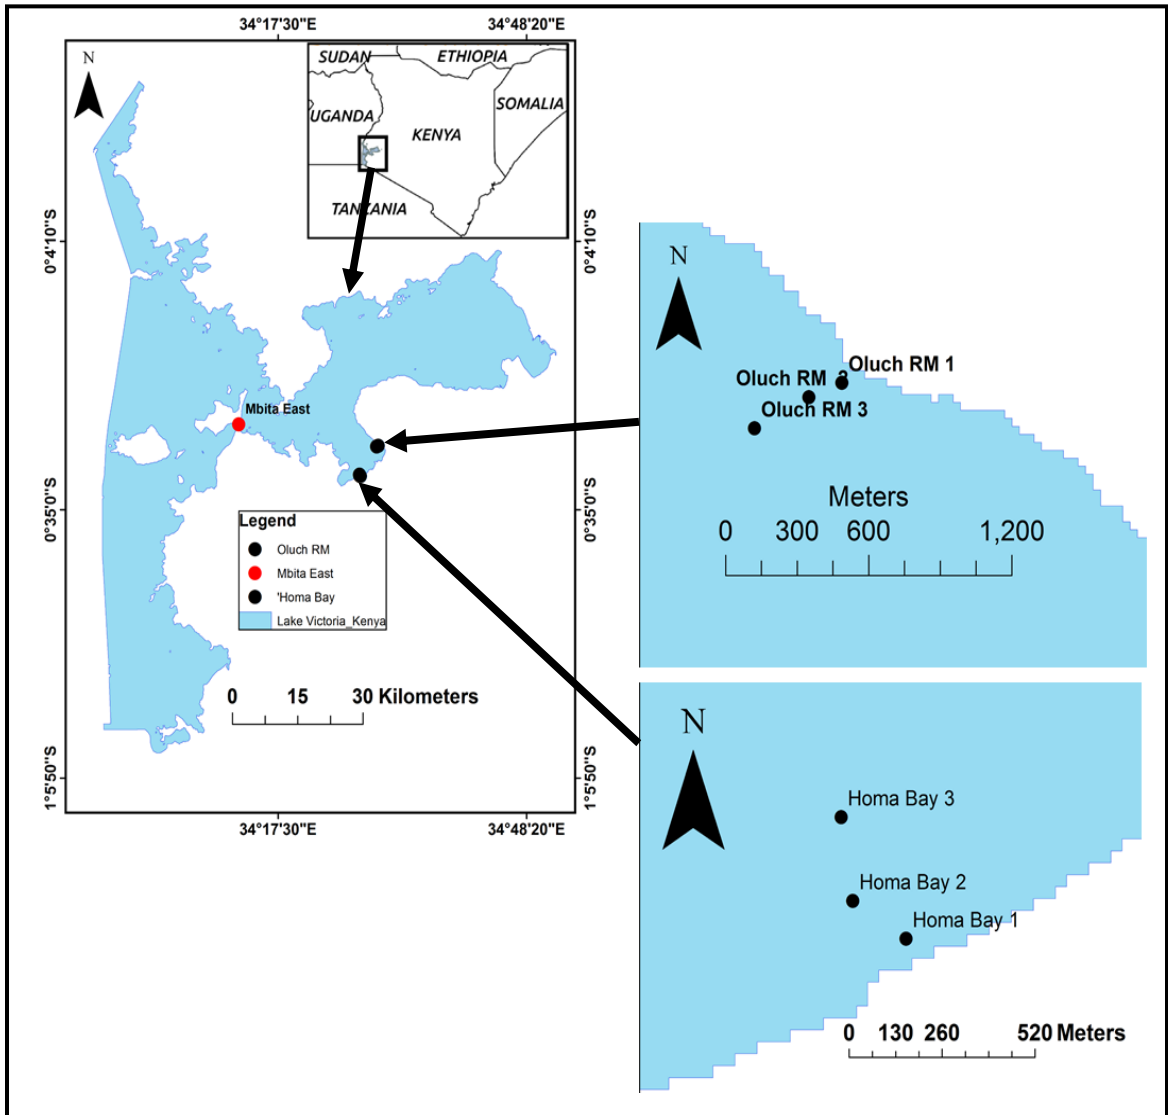 34°17'30"E
34°48'20"E
N
SUDAN
ETHIOPIA
UGANDA
SOMALIA
KENYA
TANZANIA
0°4'10"S
0°4'10"S
Mbita East
0°35'0"S
0°35'0"S
Legend
Oluch RM
Mbita East
'Homa Bay
Lake Victoria_Kenya
0 15 30 Kilometers
1°5'50"S
1°5'50"S
34°17'30"E
34°48'20"E
N
Oluch RM 1
Oluch RM 2
Oluch RM 3
Meters
0 300 600 1,200
N
Homa Bay 3
Homa Bay 2
Homa Bay 1
0 130 260 520 Meters